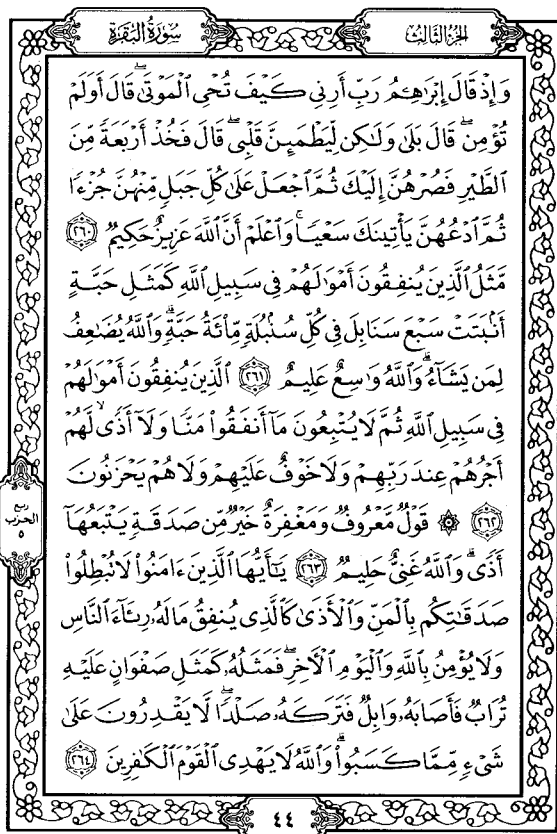 سُورَةُ البَقَرَةِ
الجُزءُ الثَّالِثُ
وَإِذْ قَالَ إِبْرَٰهِـۧمُ رَبِّ أَرِنِى كَيْفَ تُحْىِ ٱلْمَوْتَىٰۖ قَالَ أَوَلَمْ
تُؤْمِنۖ قَالَ بَلَىٰ وَلَٰكِن لِّيَطْمَئِنَّ قَلْبِىۖ قَالَ فَخُذْ أَرْبَعَةً مِّنَ
ٱلطَّيْرِ فَصُرْهُنَّ إِلَيْكَ ثُمَّ ٱجْعَلْ عَلَىٰ كُلِّ جَبَلٍ مِّنْهُنَّ جُزْءًا
ثُمَّ ٱدْعُهُنَّ يَأْتِينَكَ سَعْيًاۚ وَٱعْلَمْ أَنَّ ٱللَّهَ عَزِيزٌ حَكِيمٌ ٢٦٠
مَّثَلُ ٱلَّذِينَ يُنفِقُونَ أَمْوَٰلَهُمْ فِى سَبِيلِ ٱللَّهِ كَمَثَلِ حَبَّةٍ
أَنۢبَتَتْ سَبْعَ سَنَابِلَ فِى كُلِّ سُنۢبُلَةٍ مِّا۟ئَةُ حَبَّةٍۗ وَٱللَّهُ يُضَٰعِفُ
لِمَن يَشَآءُۗ وَٱللَّهُ وَٰسِعٌ عَلِيمٌ ٢٦١ ٱلَّذِينَ يُنفِقُونَ أَمْوَٰلَهُمْ
فِى سَبِيلِ ٱللَّهِ ثُمَّ لَا يُتْبِعُونَ مَآ أَنفَقُوا۟ مَنًّا وَلَآ أَذًىۙ لَّهُمْ
أَجْرُهُمْ عِندَ رَبِّهِمْ وَلَا خَوْفٌ عَلَيْهِمْ وَلَا هُمْ يَحْزَنُونَ
٢٦٢ ۞ قَوْلٌ مَّعْرُوفٌ وَمَغْفِرَةٌ خَيْرٌ مِّن صَدَقَةٍ يَتْبَعُهَآ
أَذًىۗ وَٱللَّهُ غَنِىٌّ حَلِيمٌ ٢٦٣ يَٰٓأَيُّهَا ٱلَّذِينَ ءَامَنُوا۟ لَا تُبْطِلُوا۟
صَدَقَٰتِكُم بِٱلْمَنِّ وَٱلْأَذَىٰ كَٱلَّذِى يُنفِقُ مَالَهُۥ رِئَآءَ ٱلنَّاسِ
وَلَا يُؤْمِنُ بِٱللَّهِ وَٱلْيَوْمِ ٱلْأَخِرِۖ فَمَثَلُهُۥ كَمَثَلِ صَفْوَانٍ عَلَيْهِ
تُرَابٌ فَأَصَابَهُۥ وَابِلٌ فَتَرَكَهُۥ صَلْدًاۖ لَّا يَقْدِرُونَ عَلَىٰ
شَىْءٍ مِّمَّا كَسَبُوا۟ۗ وَٱللَّهُ لَا يَهْدِى ٱلْقَوْمَ ٱلْكَٰفِرِينَ ٢٦٤
ربع
الحزب
٥
٤٤